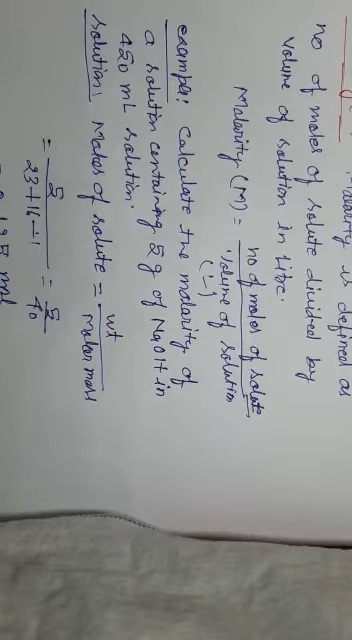 Molarity is defined as
no of moles of solute divided by
volume of solution in litre.
Molarity (M) = no of moles of solute / volume of solution (L)
example: Calculate the molarity of
a solution containing 5 g of NaOH in
450 mL solution.
Solution: Moles of solute = wt / Molar mass
= 5 / 23+16+1 = 5 / 40